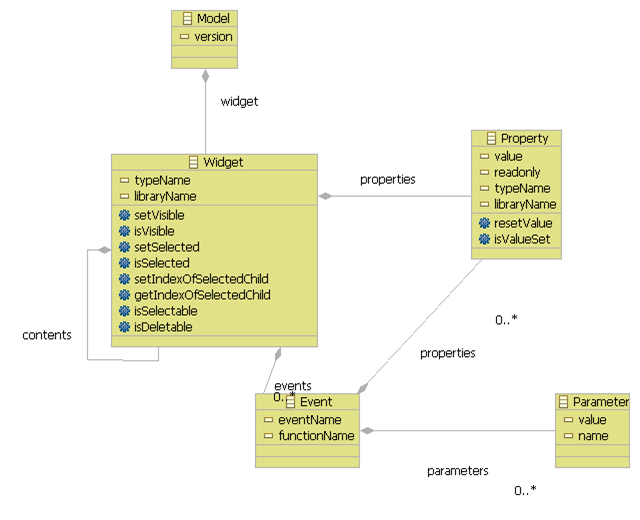 Model
version
widget
Widget
typeName
libraryName
setVisible
isVisible
setSelected
isSelected
setIndexOfSelectedChild
getIndexOfSelectedChild
isSelectable
isDeletable
contents
properties
Property
value
readonly
typeName
libraryName
resetValue
isValueSet
0..*
properties
events
0..*
Event
eventName
functionName
Parameter
value
name
parameters
0..*